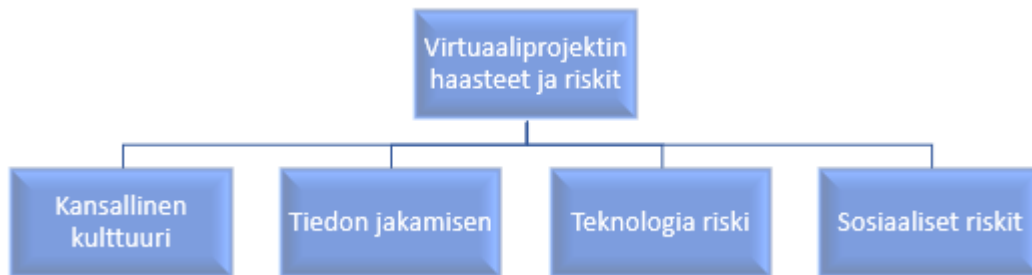 Virtuaaliprojektin
haasteet ja riskit
Kansallinen
kulttuuri
Tiedon jakamisen
Teknologia riski
Sosiaaliset riskit